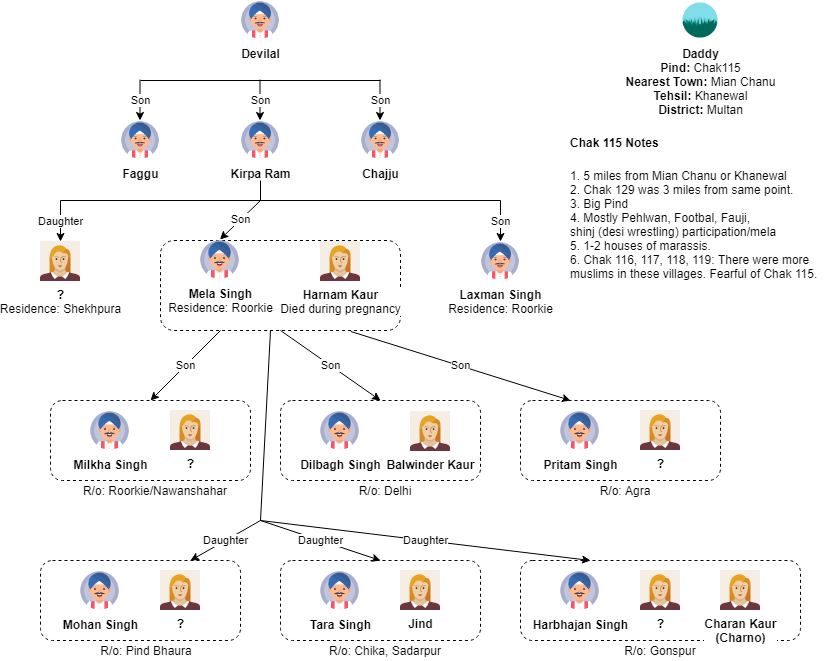 Devilal
Daddy
Pind: Chak115
Nearest Town: Mian Chanu
Tehsil: Khanewal
District: Multan
Son
Son
Son
Faggu
Kirpa Ram
Chajju
Chak 115 Notes
1. 5 miles from Mian Chanu or Khanewal
2. Chak 129 was 3 miles from same point.
3. Big Pind
4. Mostly Pehlwan, Footbal, Fauji,
shinj (desi wrestling) participation/mela
5. 1-2 houses of marassis.
6. Chak 116, 117, 118, 119: There were more
muslims in these villages. Fearful of Chak 115.
Daughter
Son
Son
?
Residence: Shekhpura
Mela Singh
Residence: Roorkie
Harnam Kaur
Died during pregnancy
Laxman Singh
Residence: Roorkie
Son
Son
Son
Milkha Singh
?
R/o: Roorkie/Nawanshahar
Dilbagh Singh
Balwinder Kaur
R/o: Delhi
Pritam Singh
?
R/o: Agra
Daughter
Daughter
Daughter
Mohan Singh
?
R/o: Pind Bhaura
Tara Singh
Jind
R/o: Chika, Sadarpur
Harbhajan Singh
?
Charan Kaur
(Charno)
R/o: Gonspur